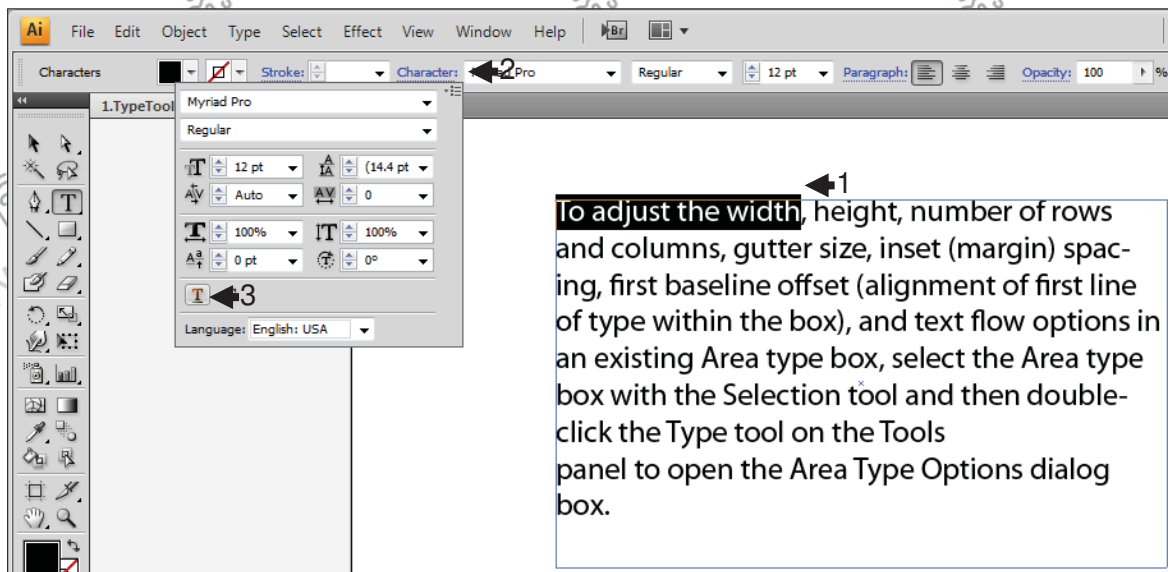 Ai File Edit Object Type Select Effect View Window Help Br
Characters Stroke: Character: Pro Regular 12 pt Paragraph: Opacity: 100 %
2
1.TypeTool
Myriad Pro
Regular
12 pt (14.4 pt
Auto 0
100% 100%
0 pt 0°
3
Language: English: USA
1
To adjust the width, height, number of rows
and columns, gutter size, inset (margin) spac-
ing, first baseline offset (alignment of first line
of type within the box), and text flow options in
an existing Area type box, select the Area type
box with the Selection tool and then double-
click the Type tool on the Tools
panel to open the Area Type Options dialog
box.